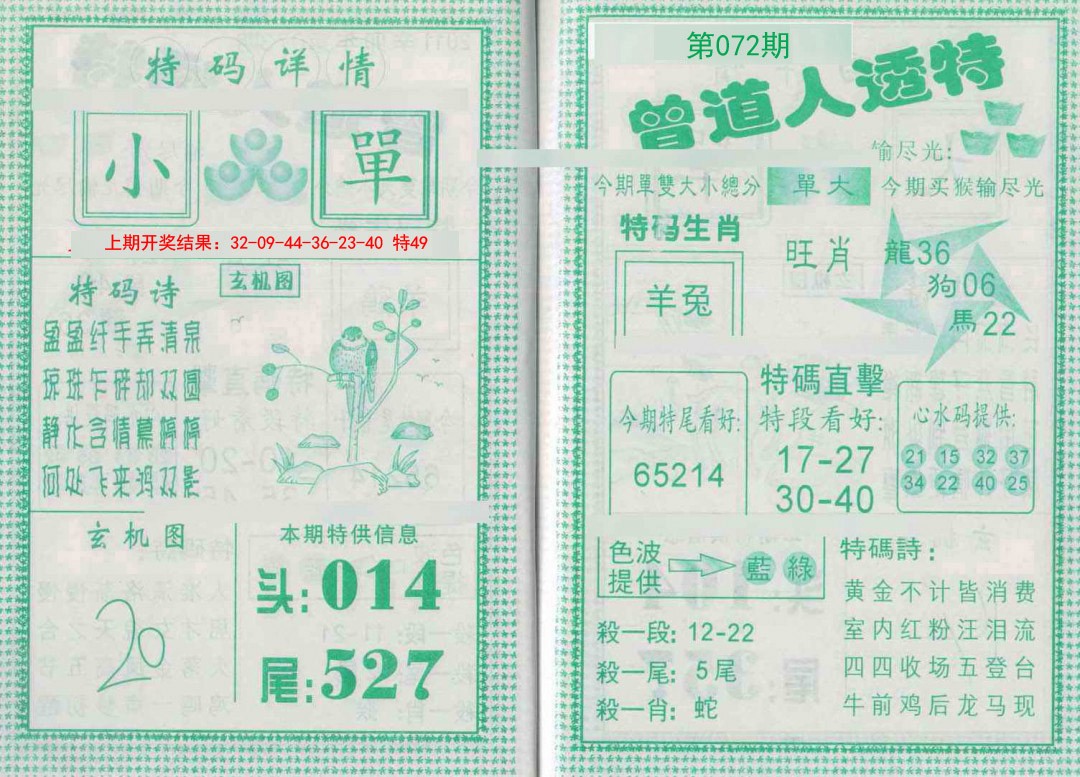 特码详情
小 單
上期开奖结果：32-09-44-36-23-40 特49
特码诗
盈盈纤手弄清泉
琼珠乍碎却双圆
静伫含情慕停停
何处飞来鸿双影
玄机图
玄机图
20
本期特供信息
头:014
尾:527
第072期
曾道人透特
输尽光:
今期單雙大小總分 單大 今期买猴输尽光
特码生肖
羊兔
旺肖 龍36
狗06
馬22
今期特尾看好:
65214
特碼直擊
特段看好:
17-27
30-40
心水码提供:
21 15 32 37
34 22 40 25
色波
提供
藍 綠
殺一段: 12-22
殺一尾: 5尾
殺一肖: 蛇
特碼詩:
黄金不计皆消费
室内红粉汪泪流
四四收场五登台
牛前鸡后龙马现